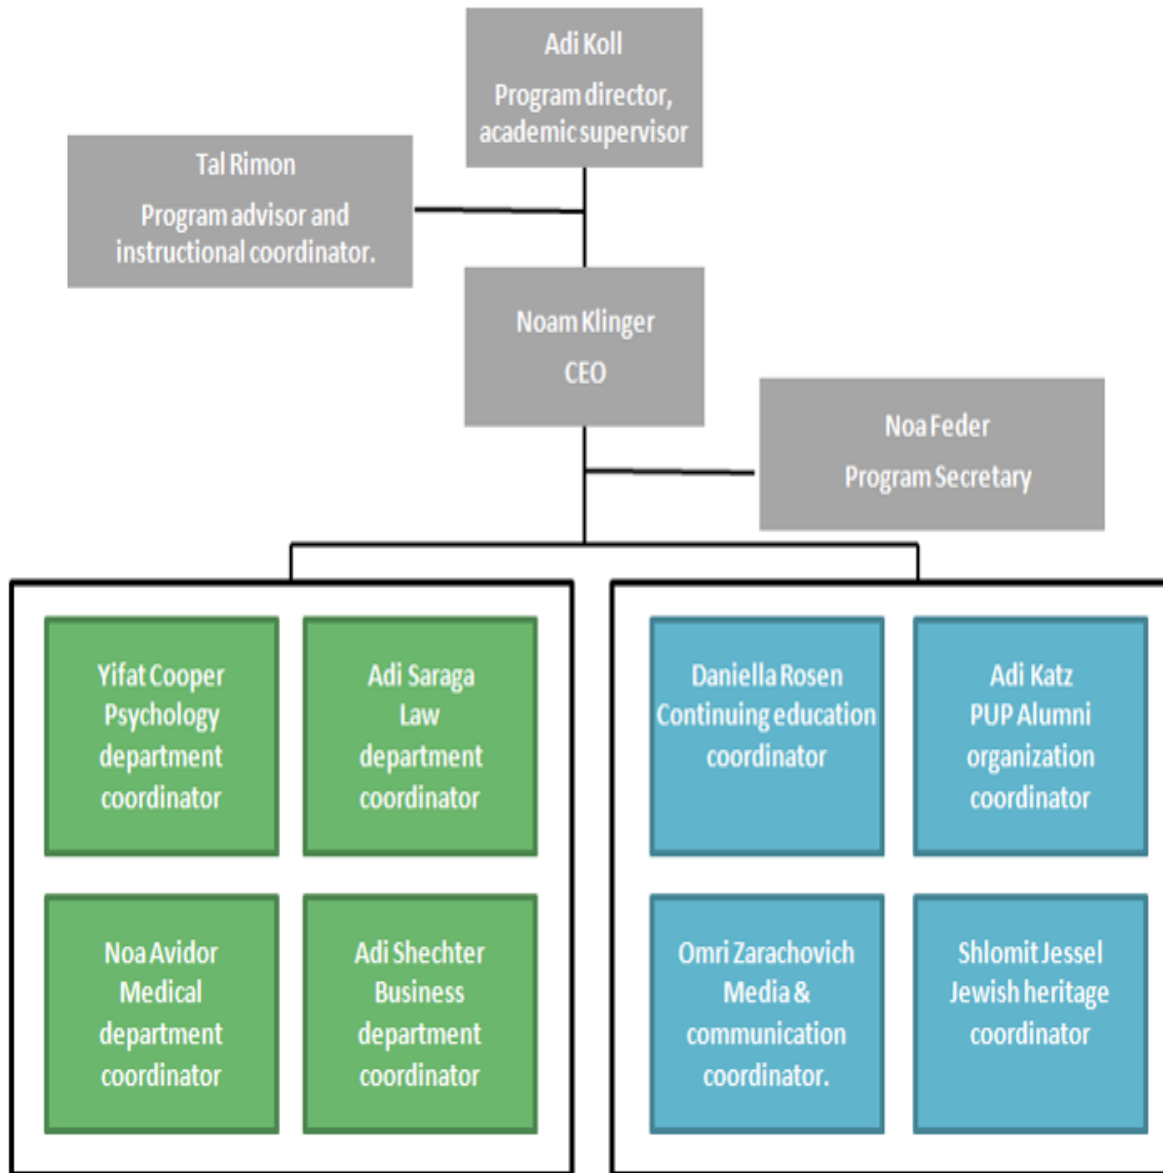 Adi Koll
Program director,
academic supervisor
Tal Rimon
Program advisor and
instructional coordinator.
Noam Klinger
CEO
Noa Feder
Program Secretary
Yifat Cooper
Psychology
department
coordinator
Adi Saraga
Law
department
coordinator
Daniella Rosen
Continuing education
coordinator
Adi Katz
PUP Alumni
organization
coordinator
Noa Avidor
Medical
department
coordinator
Adi Shechter
Business
department
coordinator
Omri Zarachovich
Media &
communication
coordinator.
Shlomit Jessel
Jewish heritage
coordinator